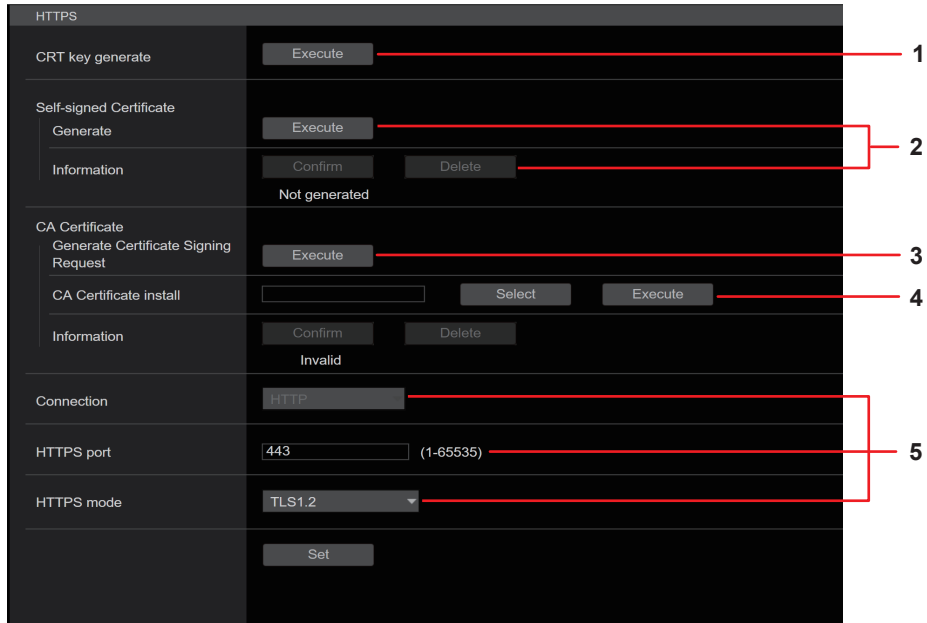 HTTPS
CRT key generate Execute 1
Self-signed Certificate
Generate Execute
2
Information Confirm Delete
Not generated
CA Certificate
Generate Certificate Signing
Request Execute 3
CA Certificate install Select Execute 4
Information Confirm Delete
Invalid
Connection HTTP
HTTPS port 443 (1-65535) 5
HTTPS mode TLS1.2
Set